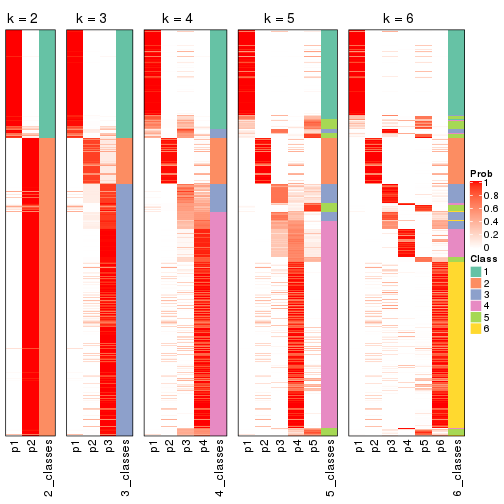 k = 2
k = 3
k = 4
k = 5
k = 6
Prob
1
0.8
0.6
0.4
0.2
0
Class
1
2
3
4
5
6
p1
p2
2_classes
p1
p2
p3
3_classes
p1
p2
p3
p4
4_classes
p1
p2
p3
p4
p5
5_classes
p1
p2
p3
p4
p5
p6
6_classes